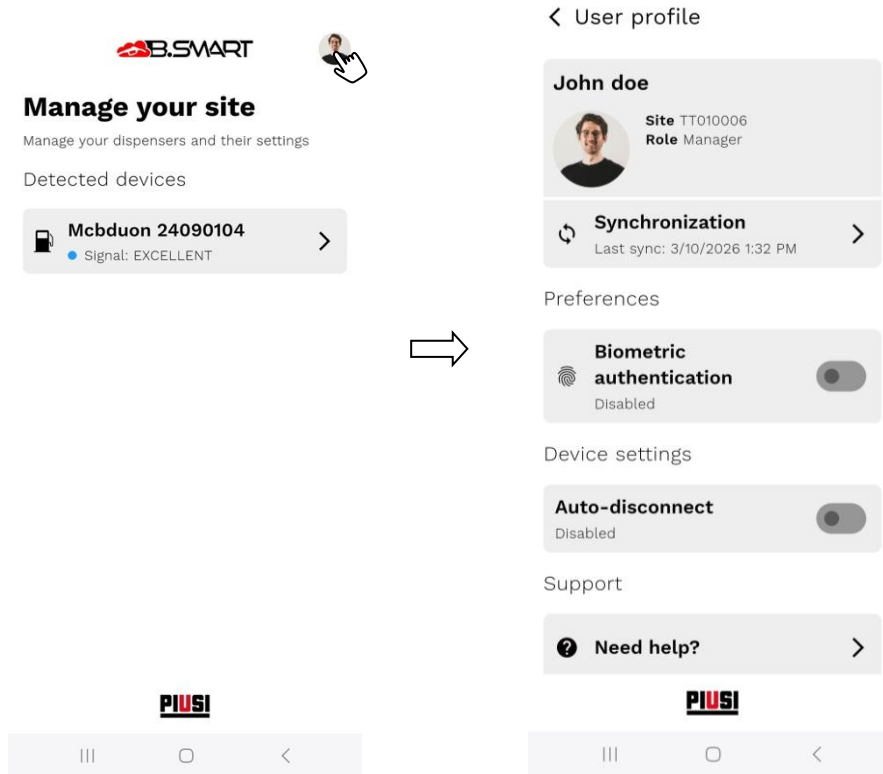 B.SMART
Manage your site
Manage your dispensers and their settings
Detected devices
Mcbduon 24090104
Signal: EXCELLENT
PIUSI
User profile
John doe
Site TT010006
Role Manager
Synchronization
Last sync: 3/10/2026 1:32 PM
Preferences
Biometric
authentication
Disabled
Device settings
Auto-disconnect
Disabled
Support
Need help?
PIUSI